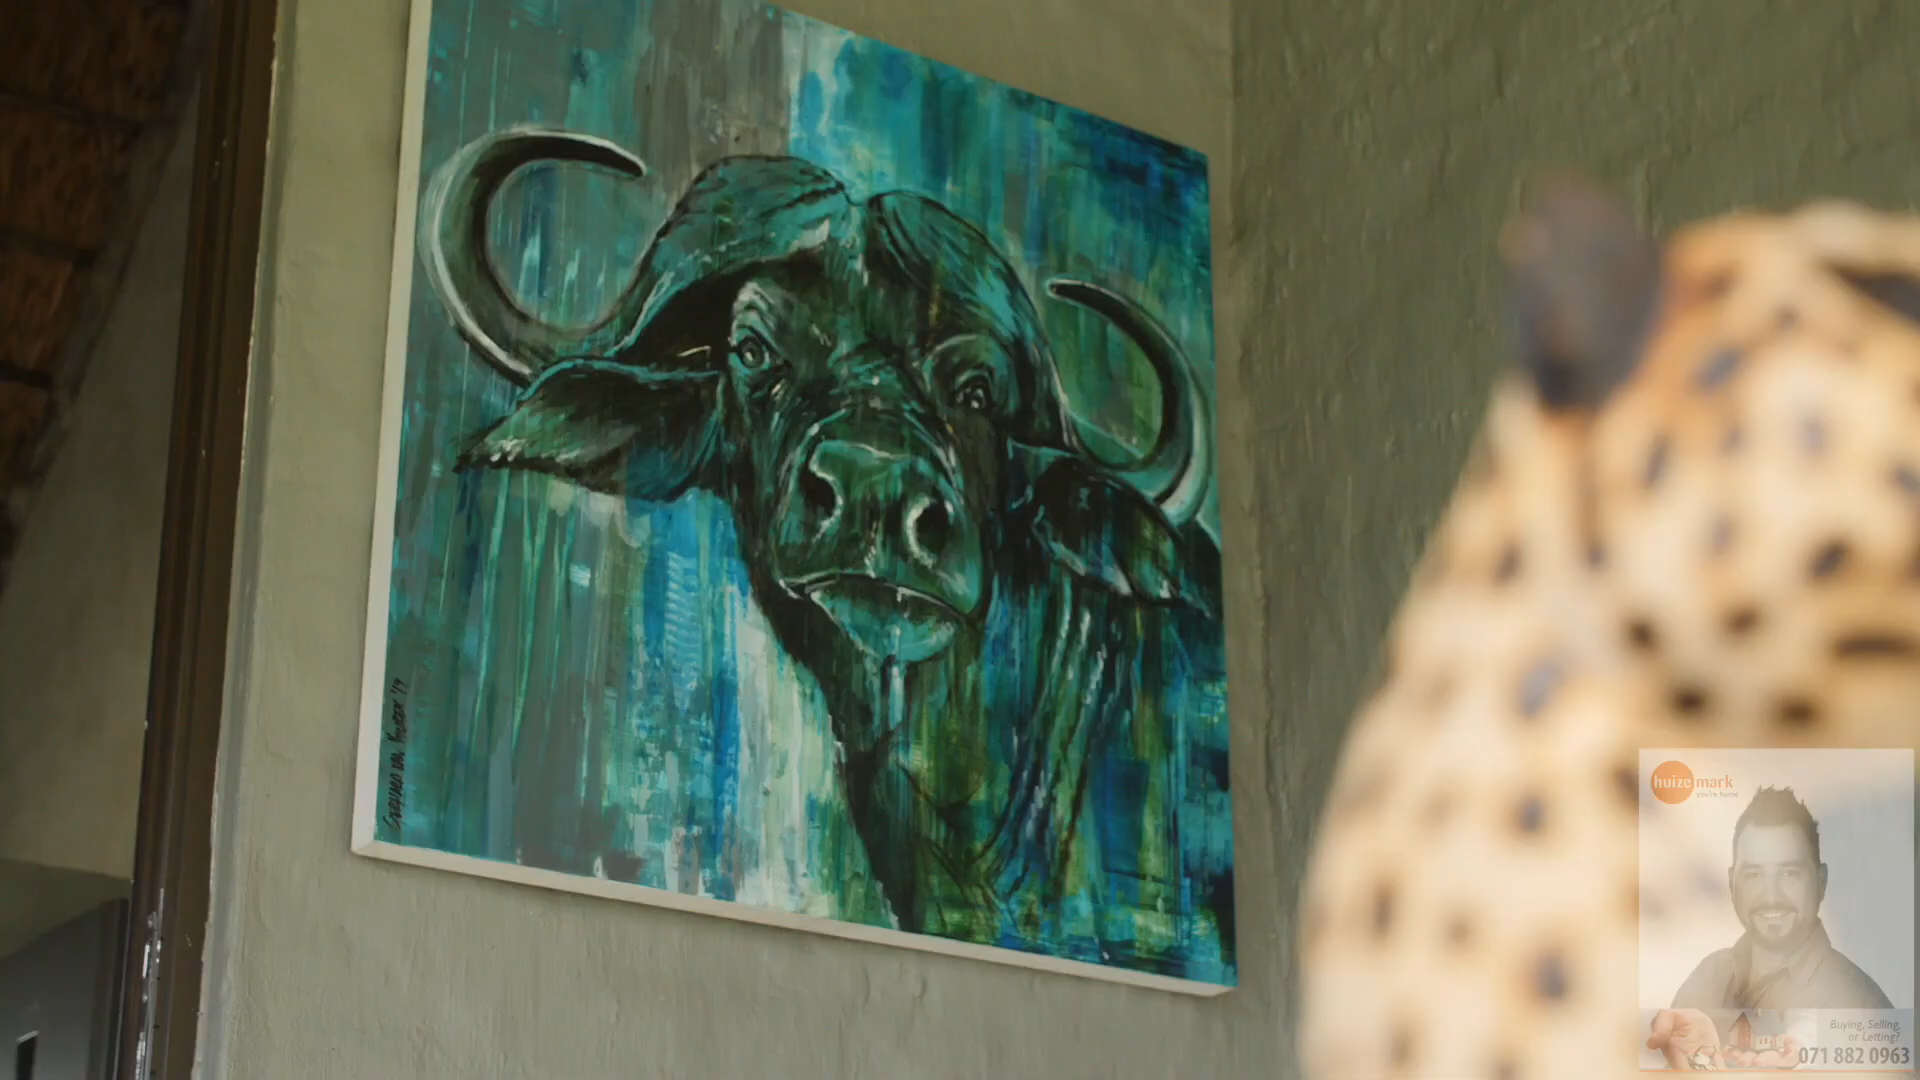 huizemark
you're home
Buying, Selling,
or Letting?
071 882 0963